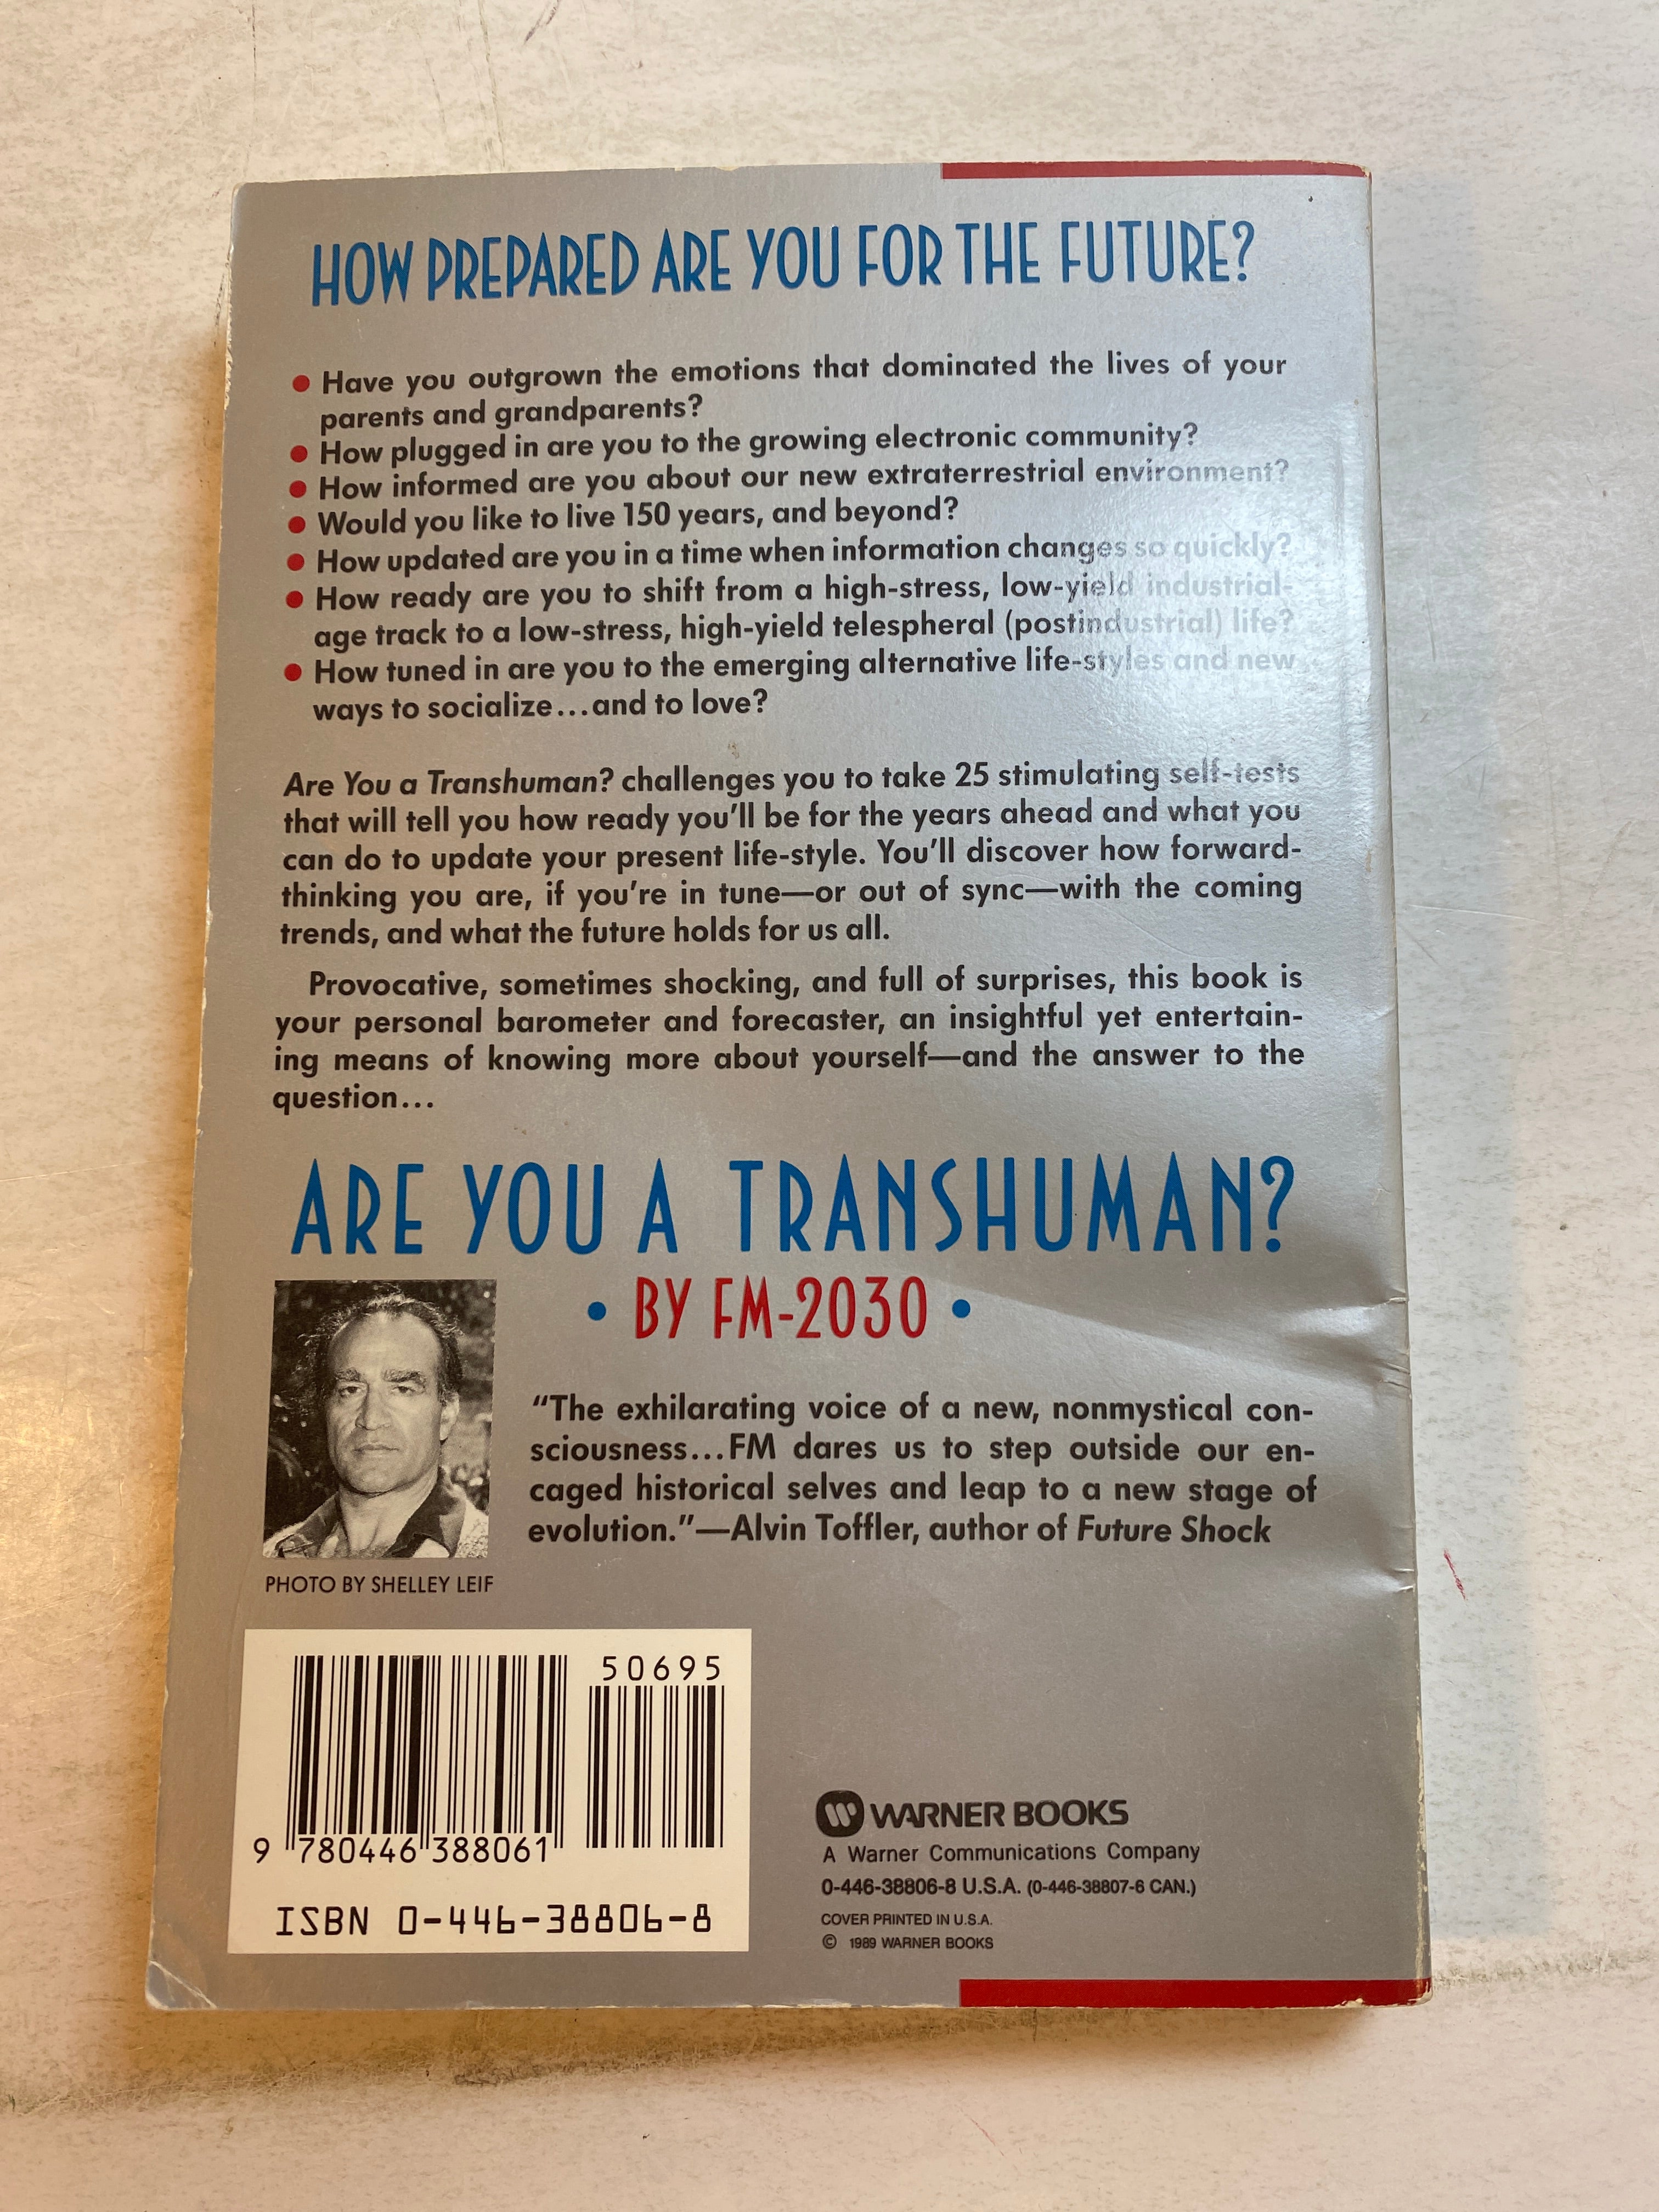 HOW PREPARED ARE YOU FOR THE FUTURE?
● Have you outgrown the emotions that dominated the lives of your
parents and grandparents?
● How plugged in are you to the growing electronic community?
● How informed are you about our new extraterrestrial environment?
● Would you like to live 150 years, and beyond?
● How updated are you in a time when information changes so quickly?
● How ready are you to shift from a high-stress, low-yield industrial-
age track to a low-stress, high-yield telespheral (postindustrial) life?
● How tuned in are you to the emerging alternative life-styles and new
ways to socialize...and to love?
Are You a Transhuman? challenges you to take 25 stimulating self-tests
that will tell you how ready you'll be for the years ahead and what you
can do to update your present life-style. You'll discover how forward-
thinking you are, if you're in tune—or out of sync—with the coming
trends, and what the future holds for us all.
Provocative, sometimes shocking, and full of surprises, this book is
your personal barometer and forecaster, an insightful yet entertain-
ing means of knowing more about yourself—and the answer to the
question...
ARE YOU A TRANSHUMAN?
• BY FM-2030 •
"The exhilarating voice of a new, nonmystical con-
sciousness...FM dares us to step outside our en-
caged historical selves and leap to a new stage of
evolution."—Alvin Toffler, author of Future Shock
PHOTO BY SHELLEY LEIF
50695
9 780446 388061
ISBN 0-446-38806-8
WARNER BOOKS
A Warner Communications Company
0-446-38806-8 U.S.A. (0-446-38807-6 CAN.)
COVER PRINTED IN U.S.A.
© 1989 WARNER BOOKS